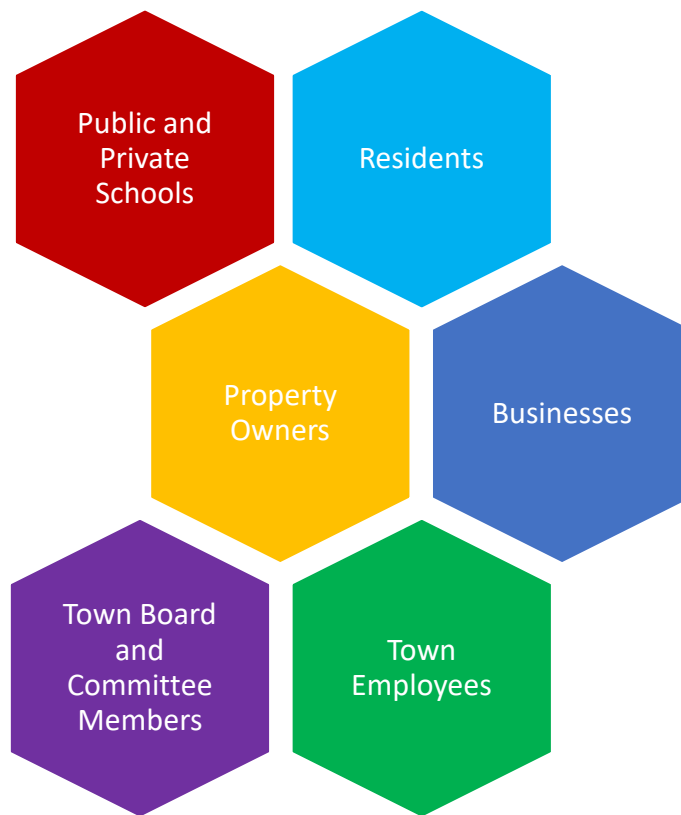 Public and
Private
Schools
Residents
Property
Owners
Businesses
Town Board
and
Committee
Members
Town
Employees